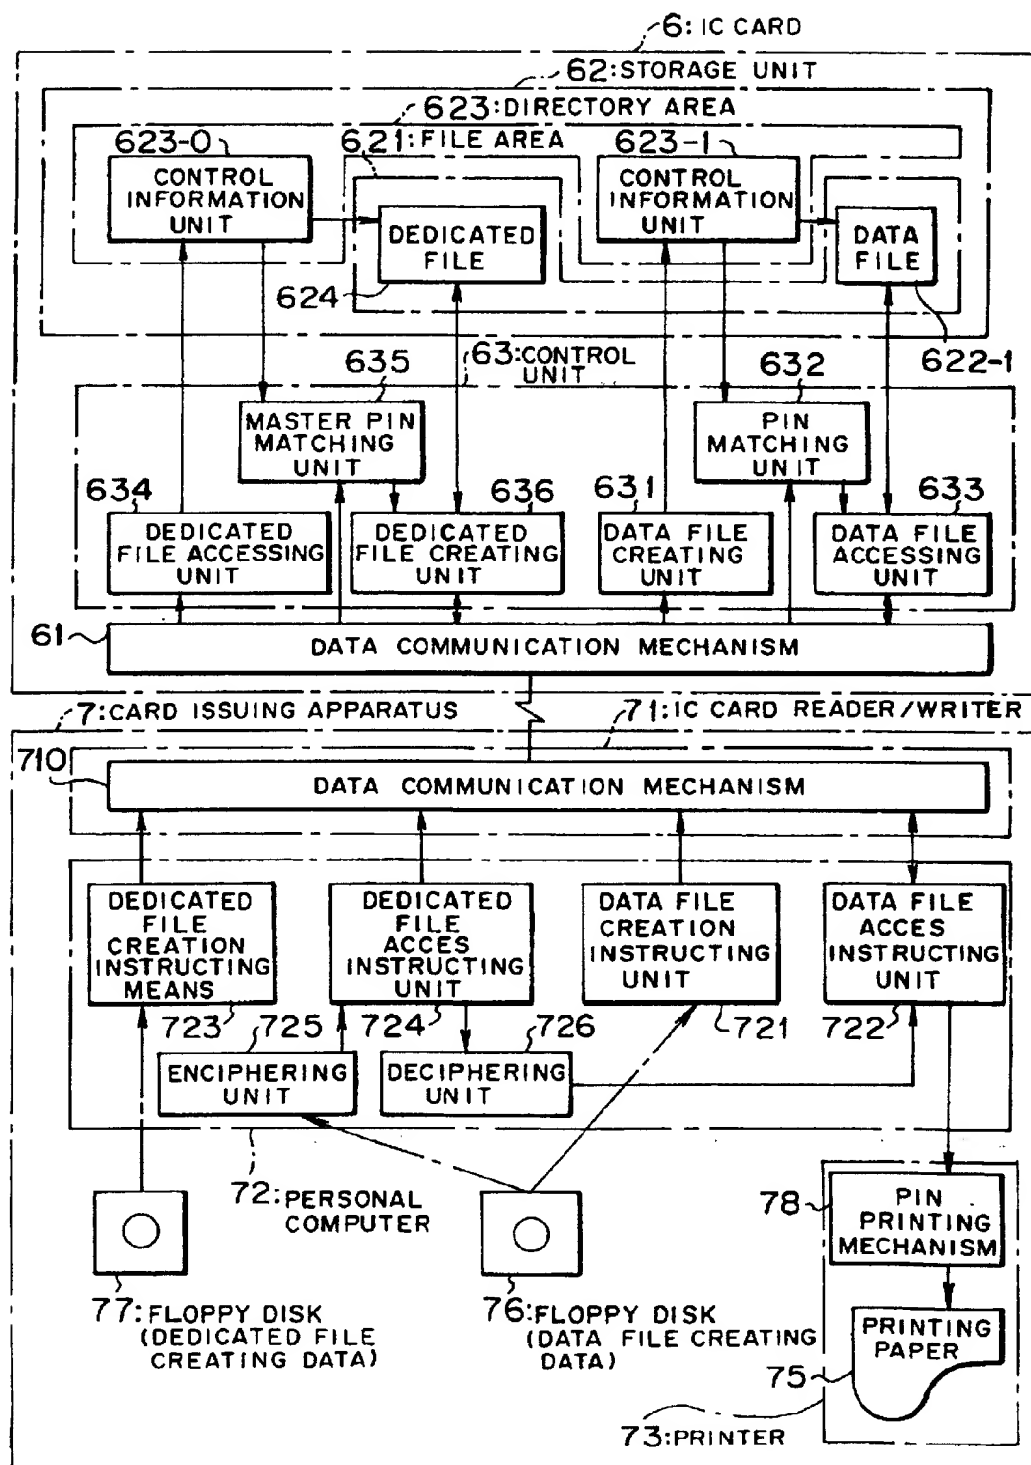 6: IC CARD
62: STORAGE UNIT
623: DIRECTORY AREA
623-0
621: FILE AREA
623-1
CONTROL
INFORMATION
UNIT
DEDICATED
FILE
624
CONTROL
INFORMATION
UNIT
DATA
FILE
622-1
63: CONTROL
UNIT
635
MASTER PIN
MATCHING
UNIT
632
PIN
MATCHING
UNIT
634
DEDICATED
FILE ACCESSING
UNIT
636
DEDICATED
FILE CREATING
UNIT
631
DATA FILE
CREATING
UNIT
633
DATA FILE
ACCESSING
UNIT
61
DATA COMMUNICATION MECHANISM
7: CARD ISSUING APPARATUS
71: IC CARD READER/WRITER
710
DATA COMMUNICATION MECHANISM
DEDICATED
FILE
CREATION
INSTRUCTING
MEANS
723
DEDICATED
FILE
ACCES
INSTRUCTING
UNIT
724
DATA FILE
CREATION
INSTRUCTING
UNIT
721
DATA FILE
ACCES
INSTRUCTING
UNIT
722
725
ENCIPHERING
UNIT
726
DECIPHERING
UNIT
72: PERSONAL
COMPUTER
77: FLOPPY DISK
(DEDICATED FILE
CREATING DATA)
76: FLOPPY DISK
(DATA FILE CREATING
DATA)
78
PIN
PRINTING
MECHANISM
PRINTING
PAPER
75
73: PRINTER